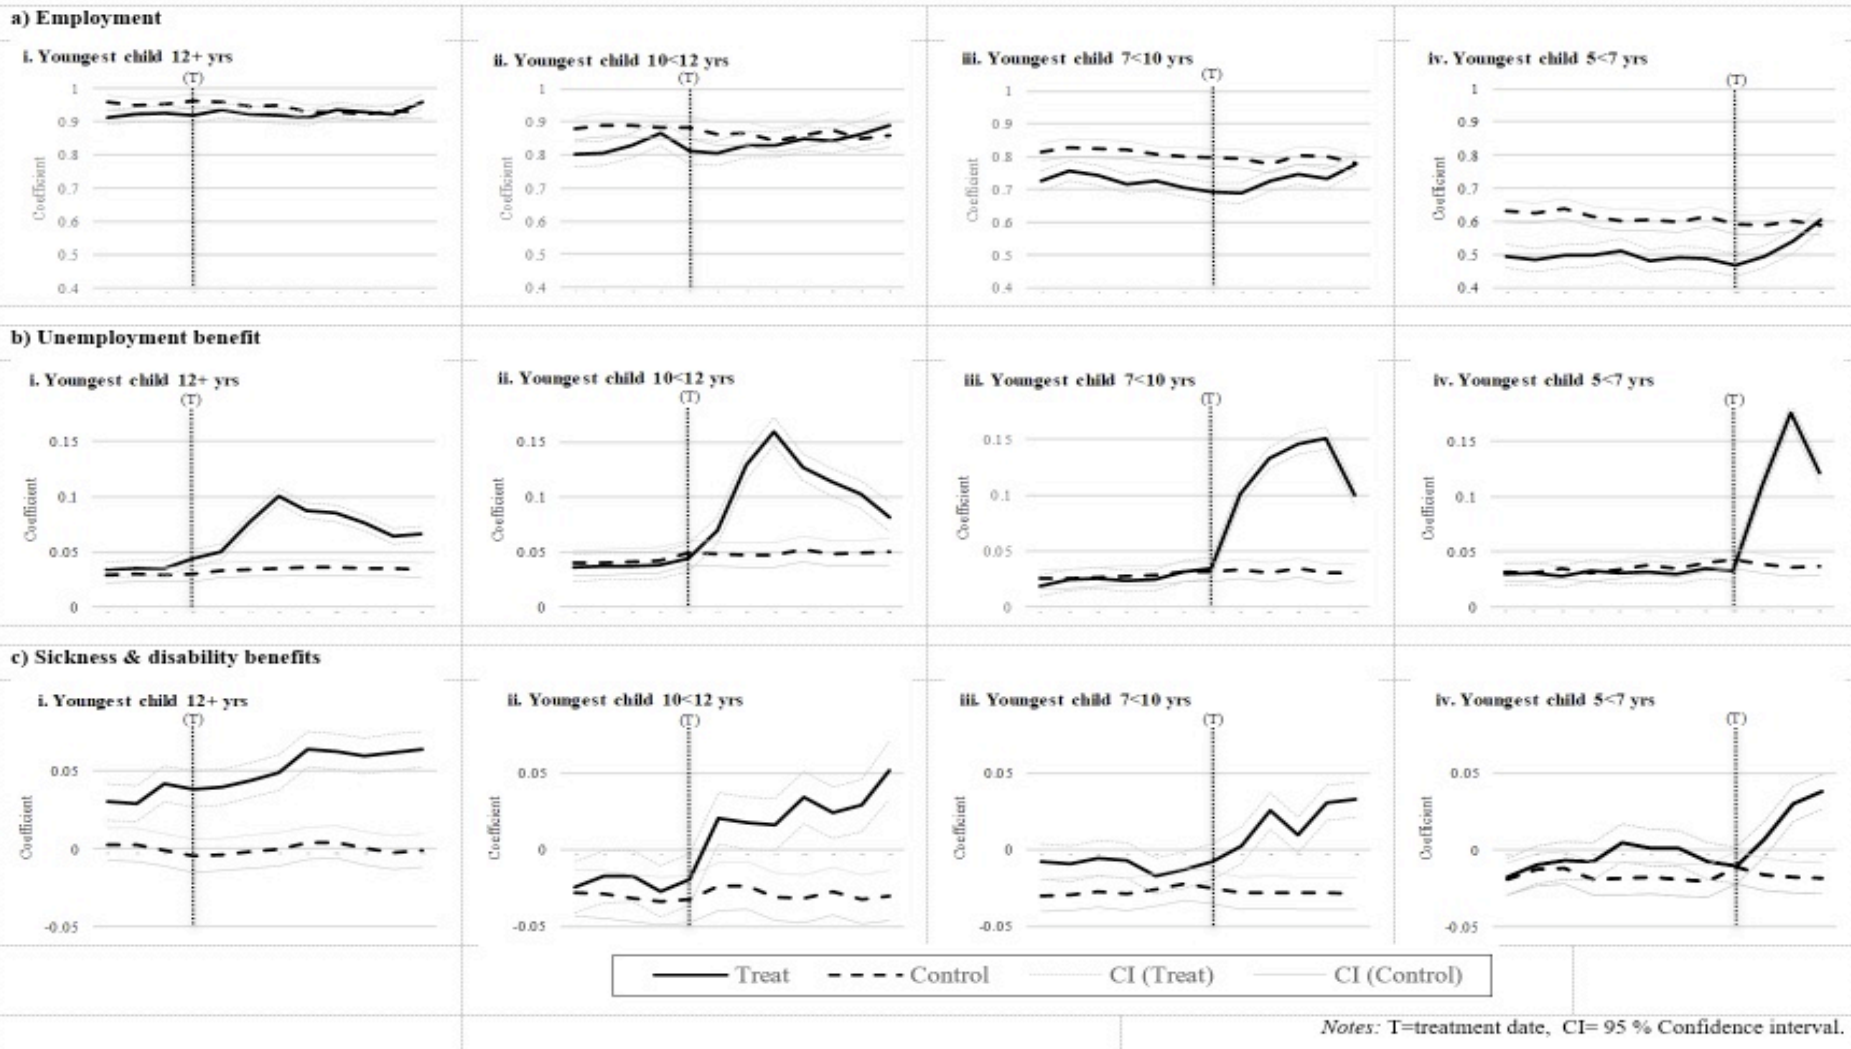 a) Employment
i. Youngest child 12+ yrs
(T)
1
0.9
0.8
0.7
0.6
0.5
0.4
Coefficient
ii. Youngest child 10<12 yrs
(T)
1
0.9
0.8
0.7
0.6
0.5
0.4
Coefficient
iii. Youngest child 7<10 yrs
(T)
1
0.9
0.8
0.7
0.6
0.5
0.4
Coefficient
iv. Youngest child 5<7 yrs
(T)
1
0.9
0.8
0.7
0.6
0.5
0.4
Coefficient
b) Unemployment benefit
i. Youngest child 12+ yrs
(T)
0.15
0.1
0.05
0
Coefficient
ii. Youngest child 10<12 yrs
(T)
0.15
0.1
0.05
0
Coefficient
iii. Youngest child 7<10 yrs
(T)
0.15
0.1
0.05
0
Coefficient
iv. Youngest child 5<7 yrs
(T)
0.15
0.1
0.05
0
Coefficient
c) Sickness & disability benefits
i. Youngest child 12+ yrs
(T)
0.05
0
-0.05
Coefficient
ii. Youngest child 10<12 yrs
(T)
0.05
0
-0.05
Coefficient
iii. Youngest child 7<10 yrs
(T)
0.05
0
-0.05
Coefficient
iv. Youngest child 5<7 yrs
(T)
0.05
0
-0.05
Coefficient
Treat Control CI (Treat) CI (Control)
Notes: T=treatment date, CI= 95 % Confidence interval.